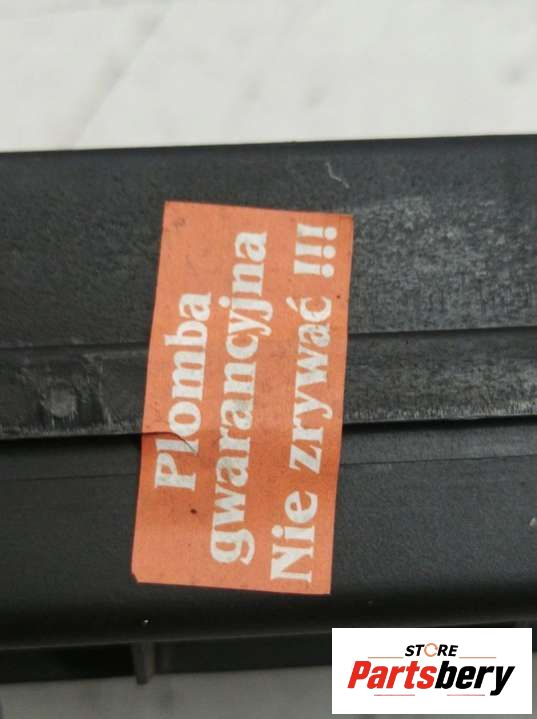 Plomba
gwarancyjna
Nie zrywać !!!
STORE
Partsbery